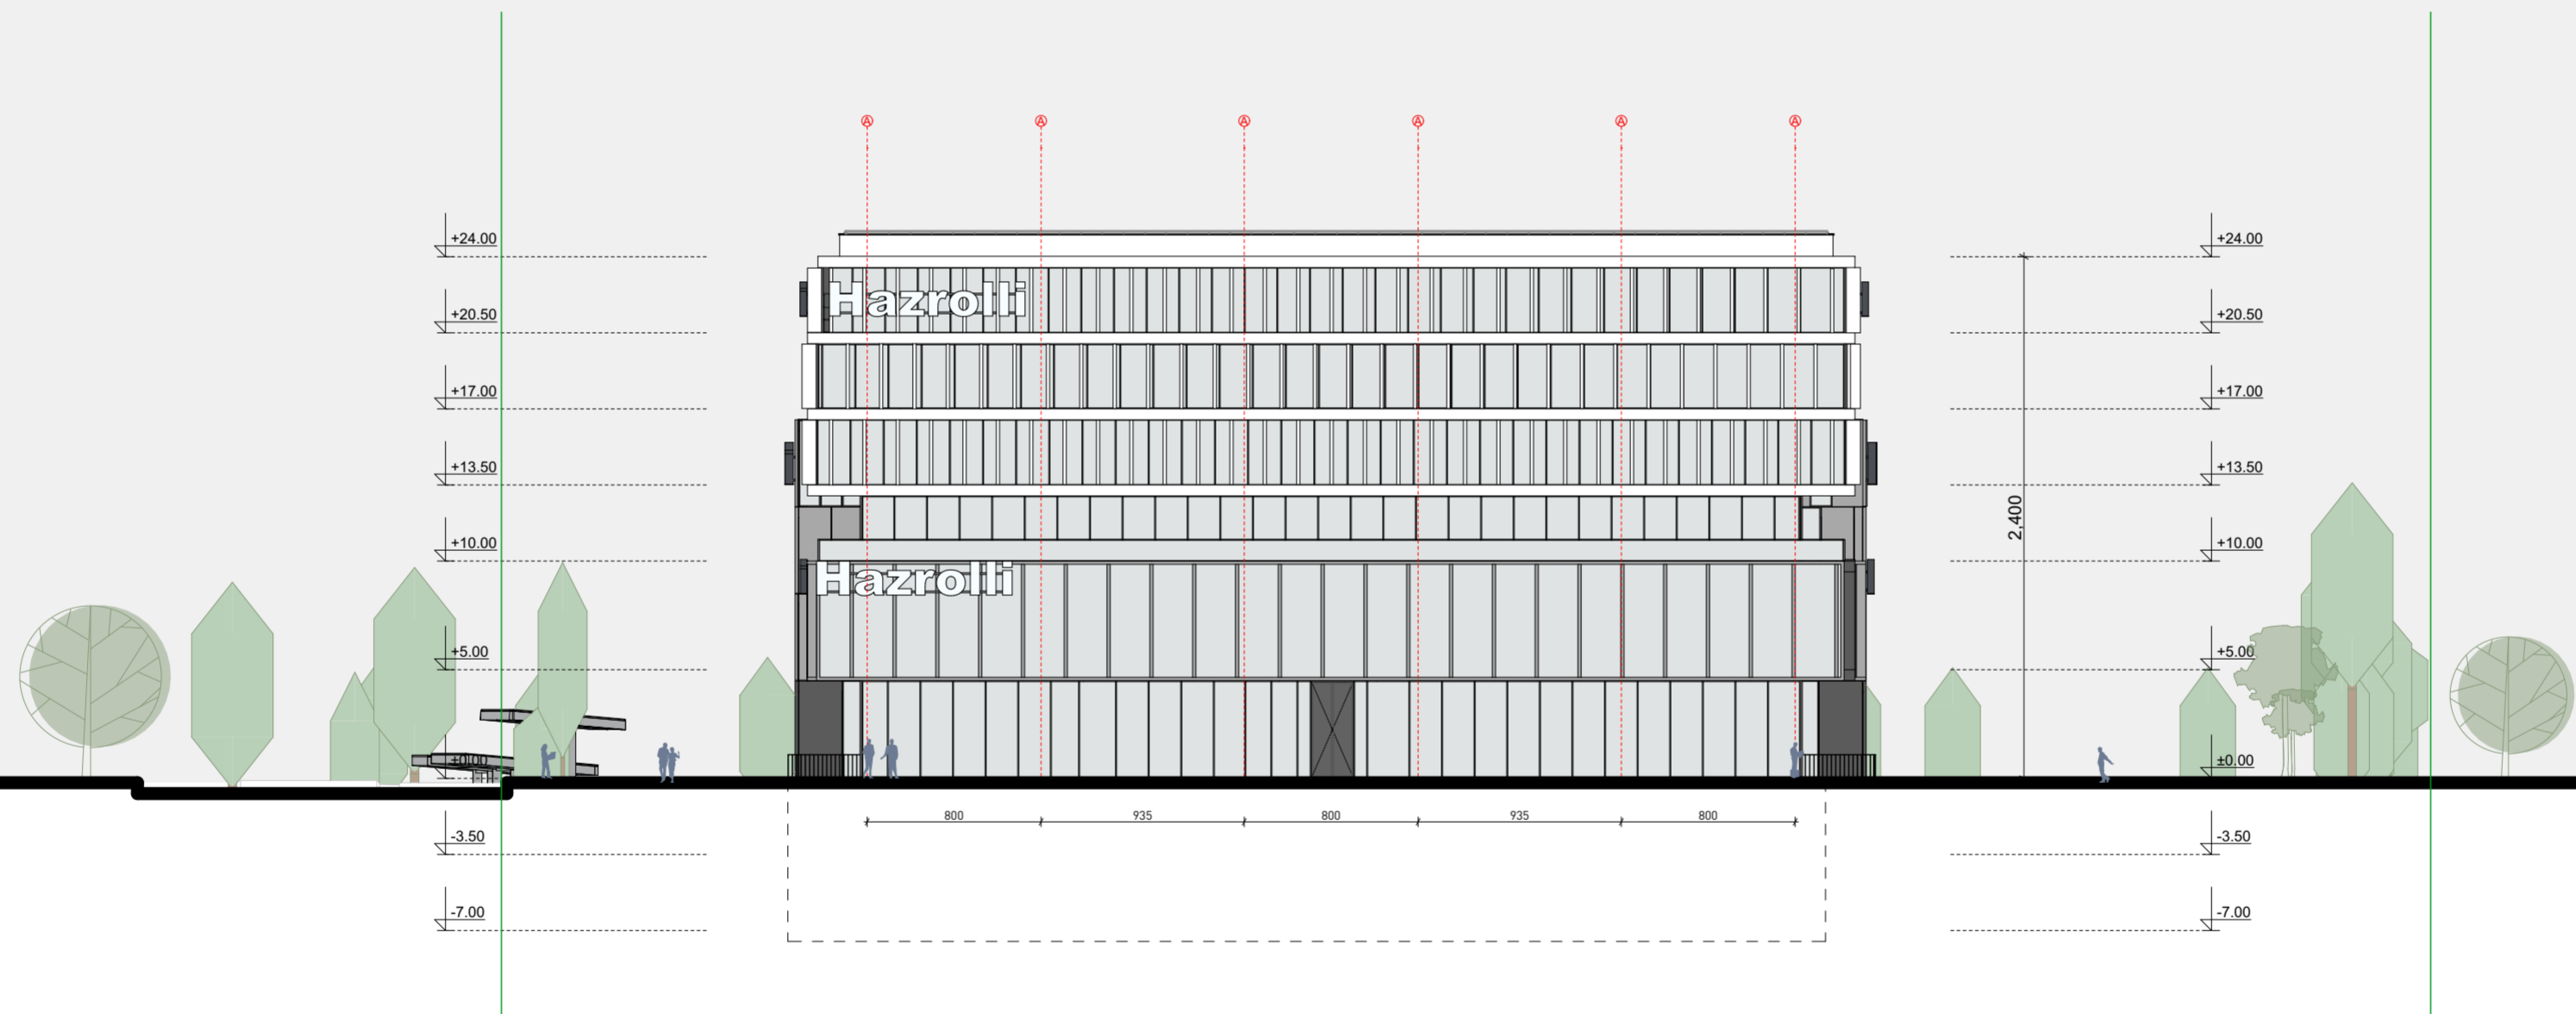 Ⓐ Ⓐ Ⓐ Ⓐ Ⓐ Ⓐ
+24.00 +24.00
Hazrolli
+20.50 +20.50
+17.00 +17.00
+13.50 +13.50
2,400
+10.00 +10.00
Hazrolli
+5.00 +5.00
±0.00 ±0.00
800 935 800 935 800
-3.50 -3.50
-7.00 -7.00